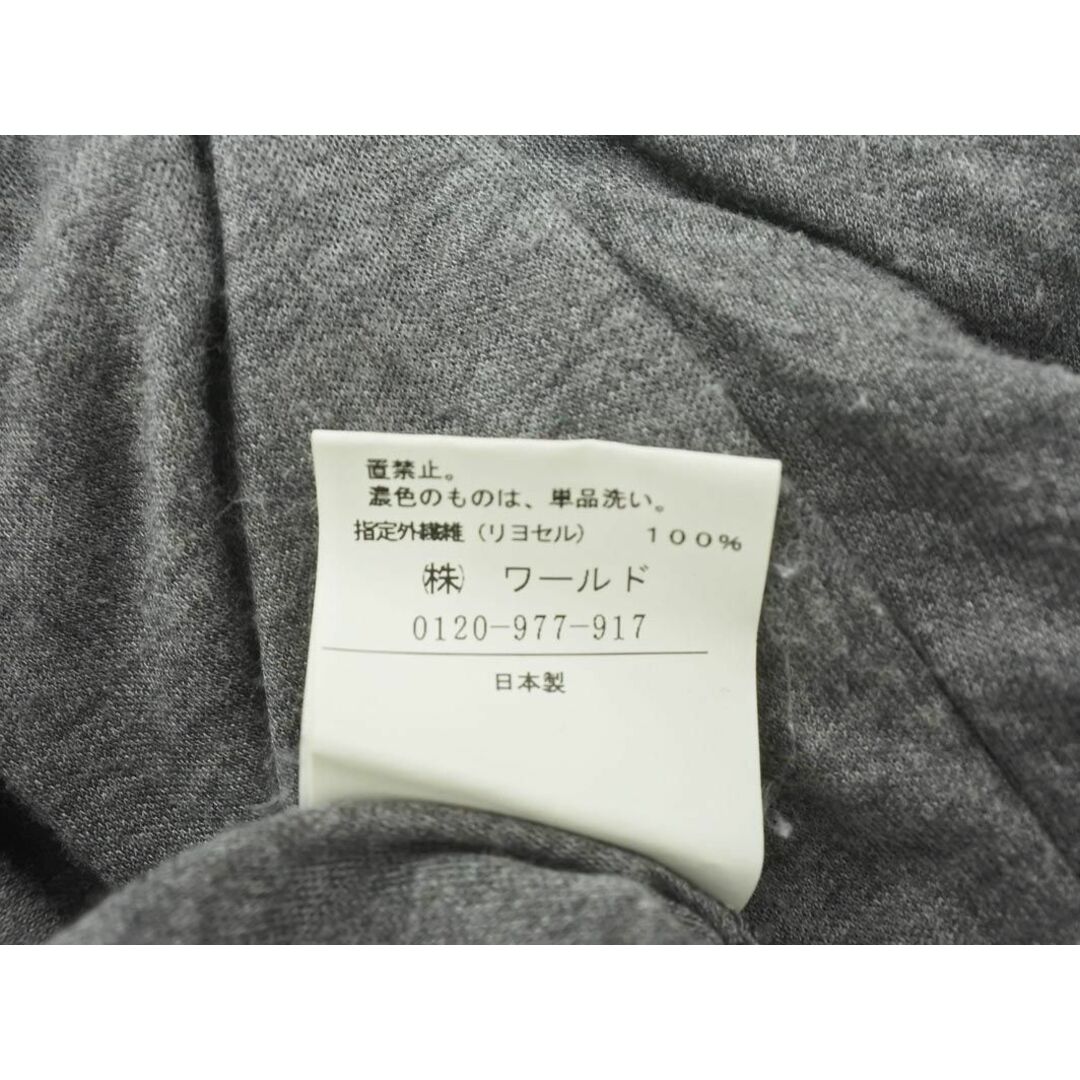 直禁止。
濃色のものは、単品洗い。
指定外繊維（リヨセル）　１００％
㈱　ワールド
0120-977-917
日本製